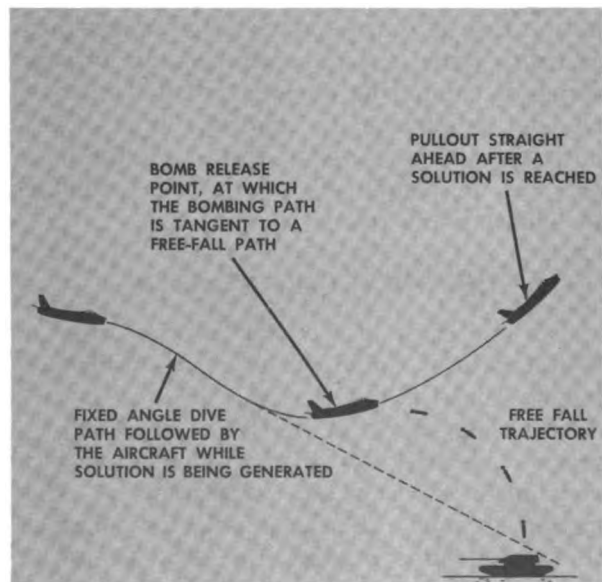 PULLOUT STRAIGHT
AHEAD AFTER A
SOLUTION IS REACHED
BOMB RELEASE
POINT, AT WHICH
THE BOMBING PATH
IS TANGENT TO A
FREE-FALL PATH
FIXED ANGLE DIVE
PATH FOLLOWED BY
THE AIRCRAFT WHILE
SOLUTION IS BEING GENERATED
FREE FALL
TRAJECTORY